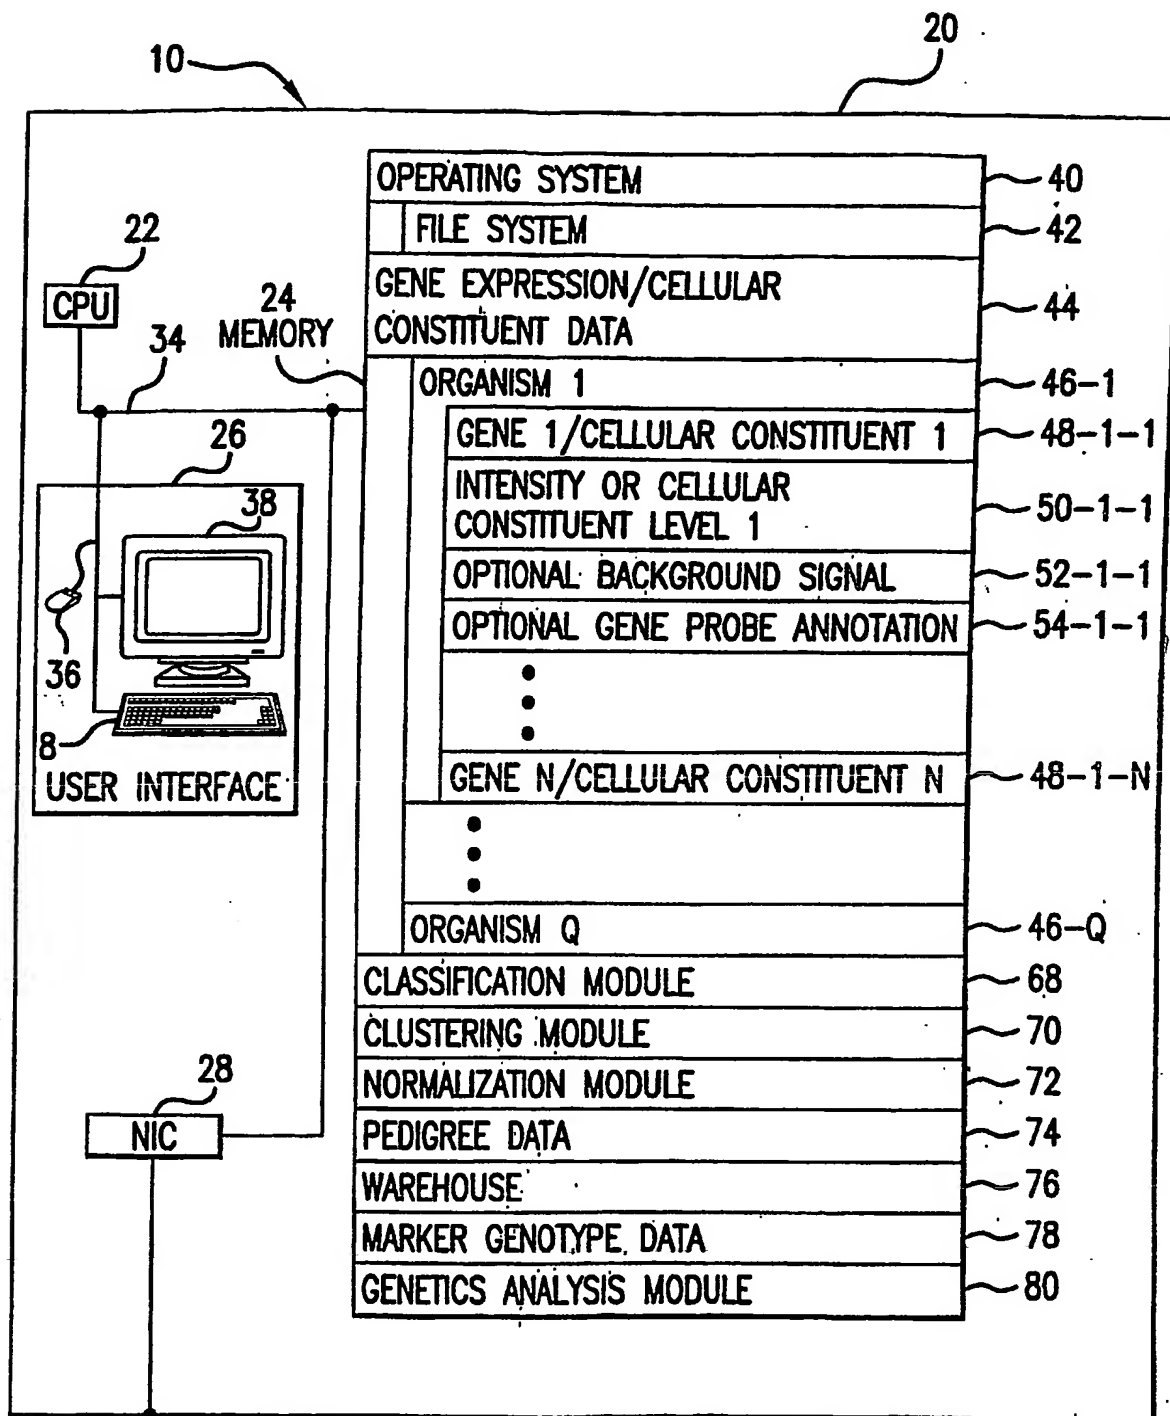 10
20
OPERATING SYSTEM
40
FILE SYSTEM
42
22
CPU
GENE EXPRESSION/CELLULAR
CONSTITUENT DATA
44
24
MEMORY
34
ORGANISM 1
46-1
GENE 1/CELLULAR CONSTITUENT 1
48-1-1
26
INTENSITY OR CELLULAR
CONSTITUENT LEVEL 1
50-1-1
38
OPTIONAL BACKGROUND SIGNAL
52-1-1
OPTIONAL GENE PROBE ANNOTATION
54-1-1
36
8
USER INTERFACE
GENE N/CELLULAR CONSTITUENT N
48-1-N
ORGANISM Q
46-Q
CLASSIFICATION MODULE
68
CLUSTERING MODULE
70
28
NIC
NORMALIZATION MODULE
72
PEDIGREE DATA
74
WAREHOUSE
76
MARKER GENOTYPE DATA
78
GENETICS ANALYSIS MODULE
80